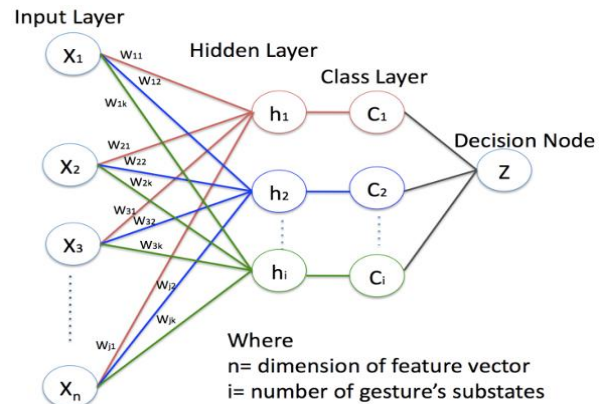 Input Layer
Hidden Layer
Class Layer
Decision Node
X1
X2
X3
Xn
w11
w12
w1k
w21
w22
w2k
w31
w32
w3k
wj2
wjk
wj1
h1
h2
hi
C1
C2
Ci
Z
Where
n= dimension of feature vector
i= number of gesture's substates